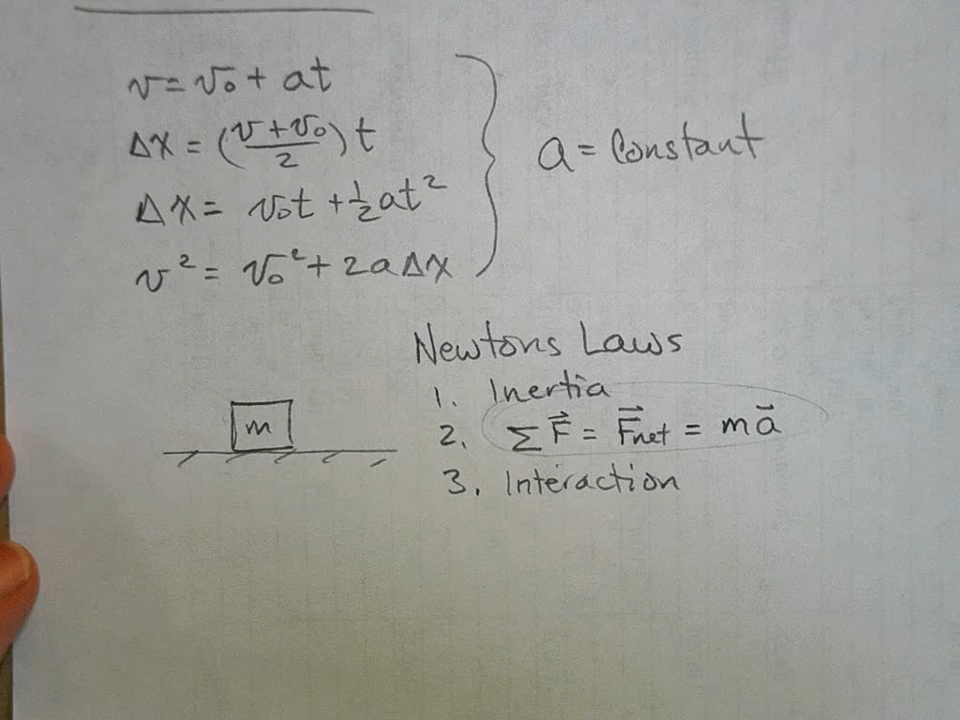 v = v₀ + at
Δx = ((v + v₀)/2) t
Δx = v₀t + ½at²
v² = v₀² + 2aΔx
a = Constant
Newtons Laws
1. Inertia
2. Σ F⃗ = F⃗net = ma⃗
3. Interaction
m